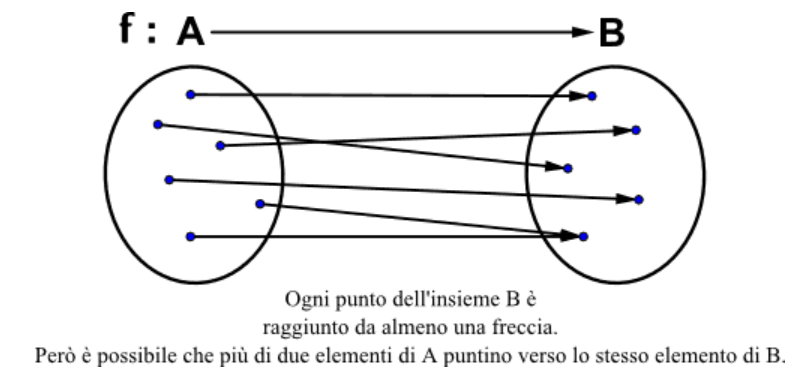 f : A B
Ogni punto dell'insieme B è
raggiunto da almeno una freccia.
Però è possibile che più di due elementi di A puntino verso lo stesso elemento di B.